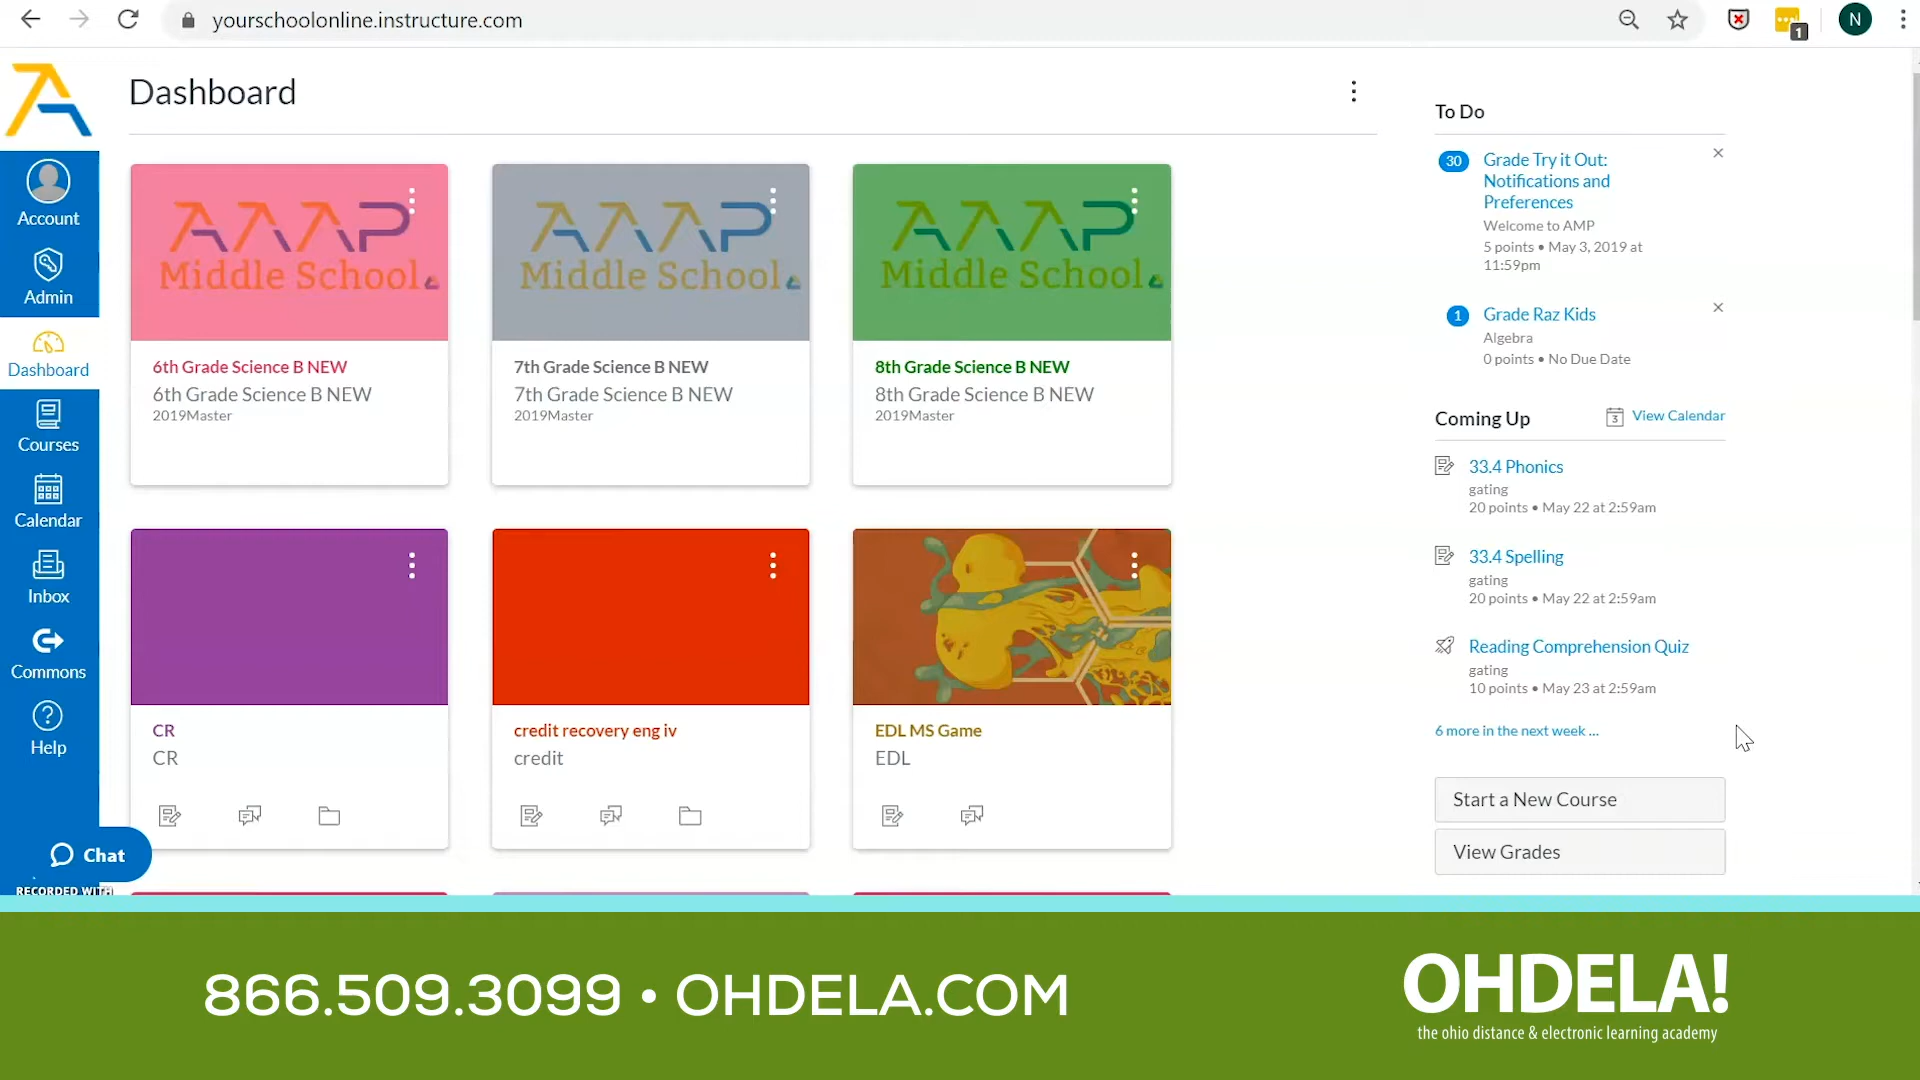 yourschoolonline.instructure.com
1
N
Dashboard
Account
Admin
Dashboard
Courses
Calendar
Inbox
Commons
Help
Chat
RECORDED WITH
AMP
Middle School
6th Grade Science B NEW
6th Grade Science B NEW
2019Master
AMP
Middle School
7th Grade Science B NEW
7th Grade Science B NEW
2019Master
AMP
Middle School
8th Grade Science B NEW
8th Grade Science B NEW
2019Master
CR
CR
credit recovery eng iv
credit
EDL MS Game
EDL
To Do
30
Grade Try it Out:
Notifications and
Preferences
Welcome to AMP
5 points • May 3, 2019 at
11:59pm
1
Grade Raz Kids
Algebra
0 points • No Due Date
Coming Up
3
View Calendar
33.4 Phonics
gating
20 points • May 22 at 2:59am
33.4 Spelling
gating
20 points • May 22 at 2:59am
Reading Comprehension Quiz
gating
10 points • May 23 at 2:59am
6 more in the next week ...
Start a New Course
View Grades
866.509.3099 • OHDELA.COM
OHDELA!
the ohio distance & electronic learning academy